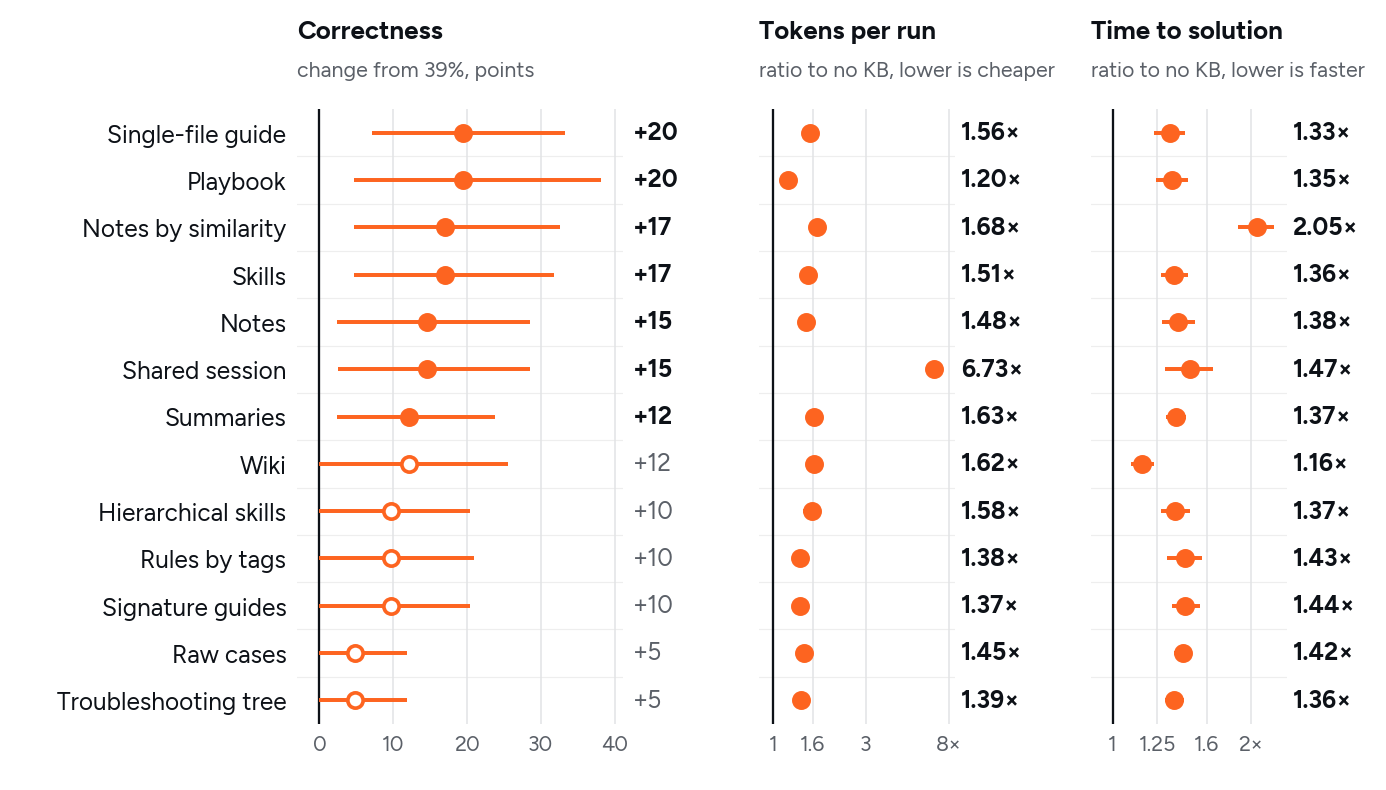 Correctness Tokens per run Time to solution
change from 39%, points ratio to no KB, lower is cheaper ratio to no KB, lower is faster
Single-file guide +20 1.56× 1.33×
Playbook +20 1.20× 1.35×
Notes by similarity +17 1.68× 2.05×
Skills +17 1.51× 1.36×
Notes +15 1.48× 1.38×
Shared session +15 6.73× 1.47×
Summaries +12 1.63× 1.37×
Wiki +12 1.62× 1.16×
Hierarchical skills +10 1.58× 1.37×
Rules by tags +10 1.38× 1.43×
Signature guides +10 1.37× 1.44×
Raw cases +5 1.45× 1.42×
Troubleshooting tree +5 1.39× 1.36×
0 10 20 30 40 1 1.6 3 8× 1 1.25 1.6 2×